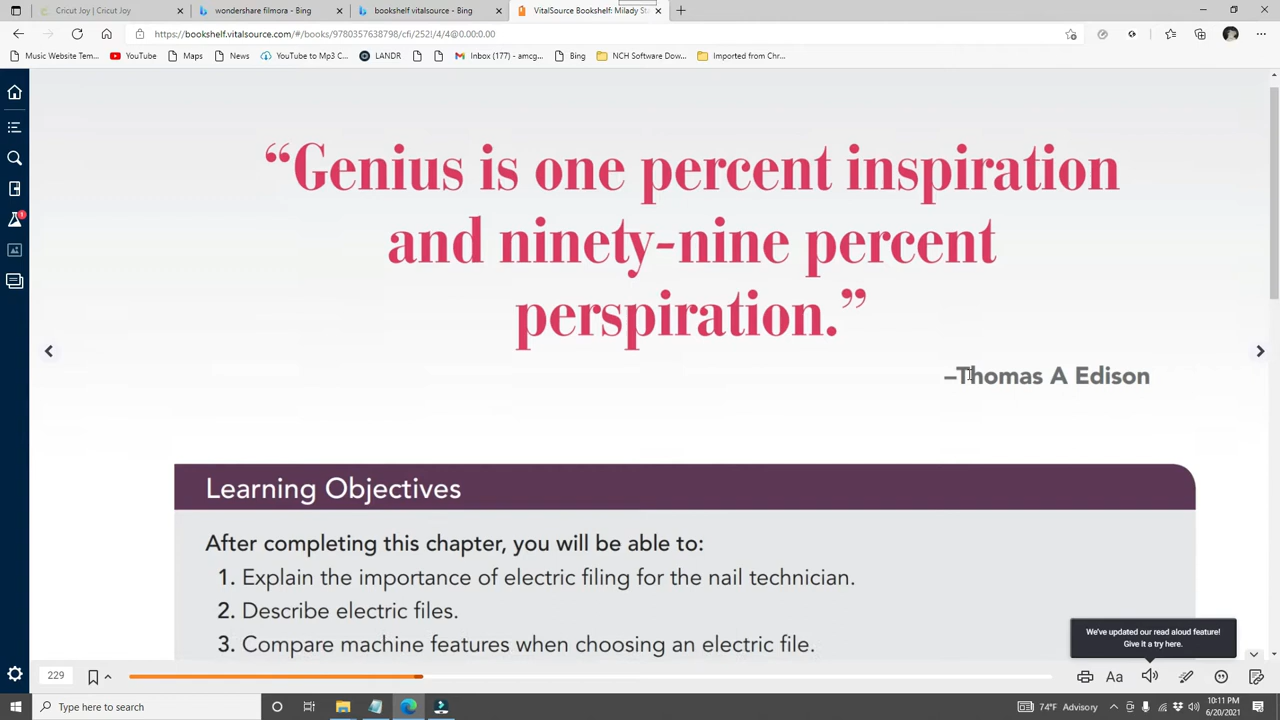 Cricut Joy | Cricut Joy
wondershare filmora - Bing
bookshelf vitalsource - Bing
VitalSource Bookshelf: Milady Sta
https://bookshelf.vitalsource.com/#/books/9780357638798/cfi/252!/4/4@0.00:0.00
Music Website Tem... YouTube Maps News YouTube to Mp3 C... LANDR Inbox (177) - amcg... Bing NCH Software Dow... Imported from Chr...
“Genius is one percent inspiration
and ninety-nine percent
perspiration.”
–Thomas A Edison
Learning Objectives
After completing this chapter, you will be able to:
1. Explain the importance of electric filing for the nail technician.
2. Describe electric files.
3. Compare machine features when choosing an electric file.
We've updated our read aloud feature!
Give it a try here.
229
Aa
Type here to search
74°F Advisory
10:11 PM
6/20/2021